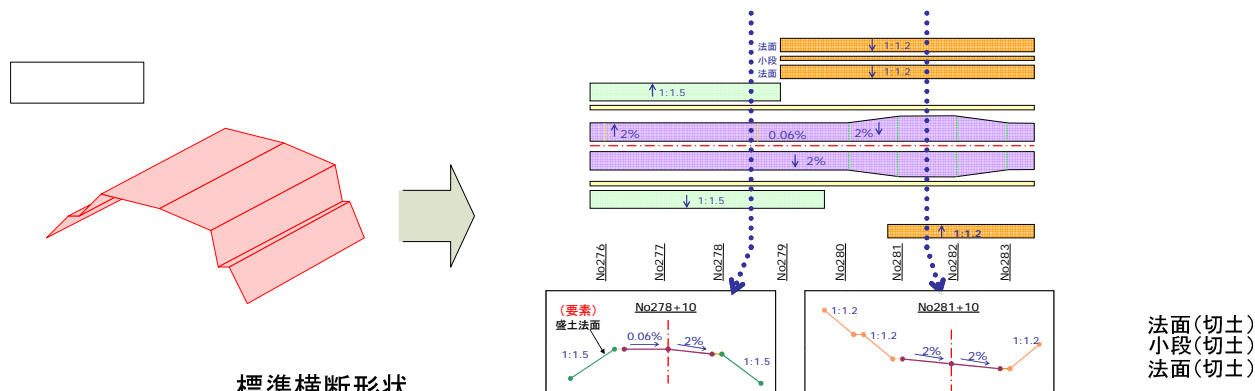 法面
1:1.2
小段
法面
1:1.2
1:1.5
2%
0.06%
2%
2%
1:1.5
1:1.2
No276
No277
No278
No279
No280
No281
No282
No283
No278+10
(要素)
盛土法面
0.06%
2%
1:1.5
1:1.5
No281+10
1:1.2
1:1.2
2%
2%
1:1.2
法面(切土)
小段(切土)
法面(切土)
標準横断形状